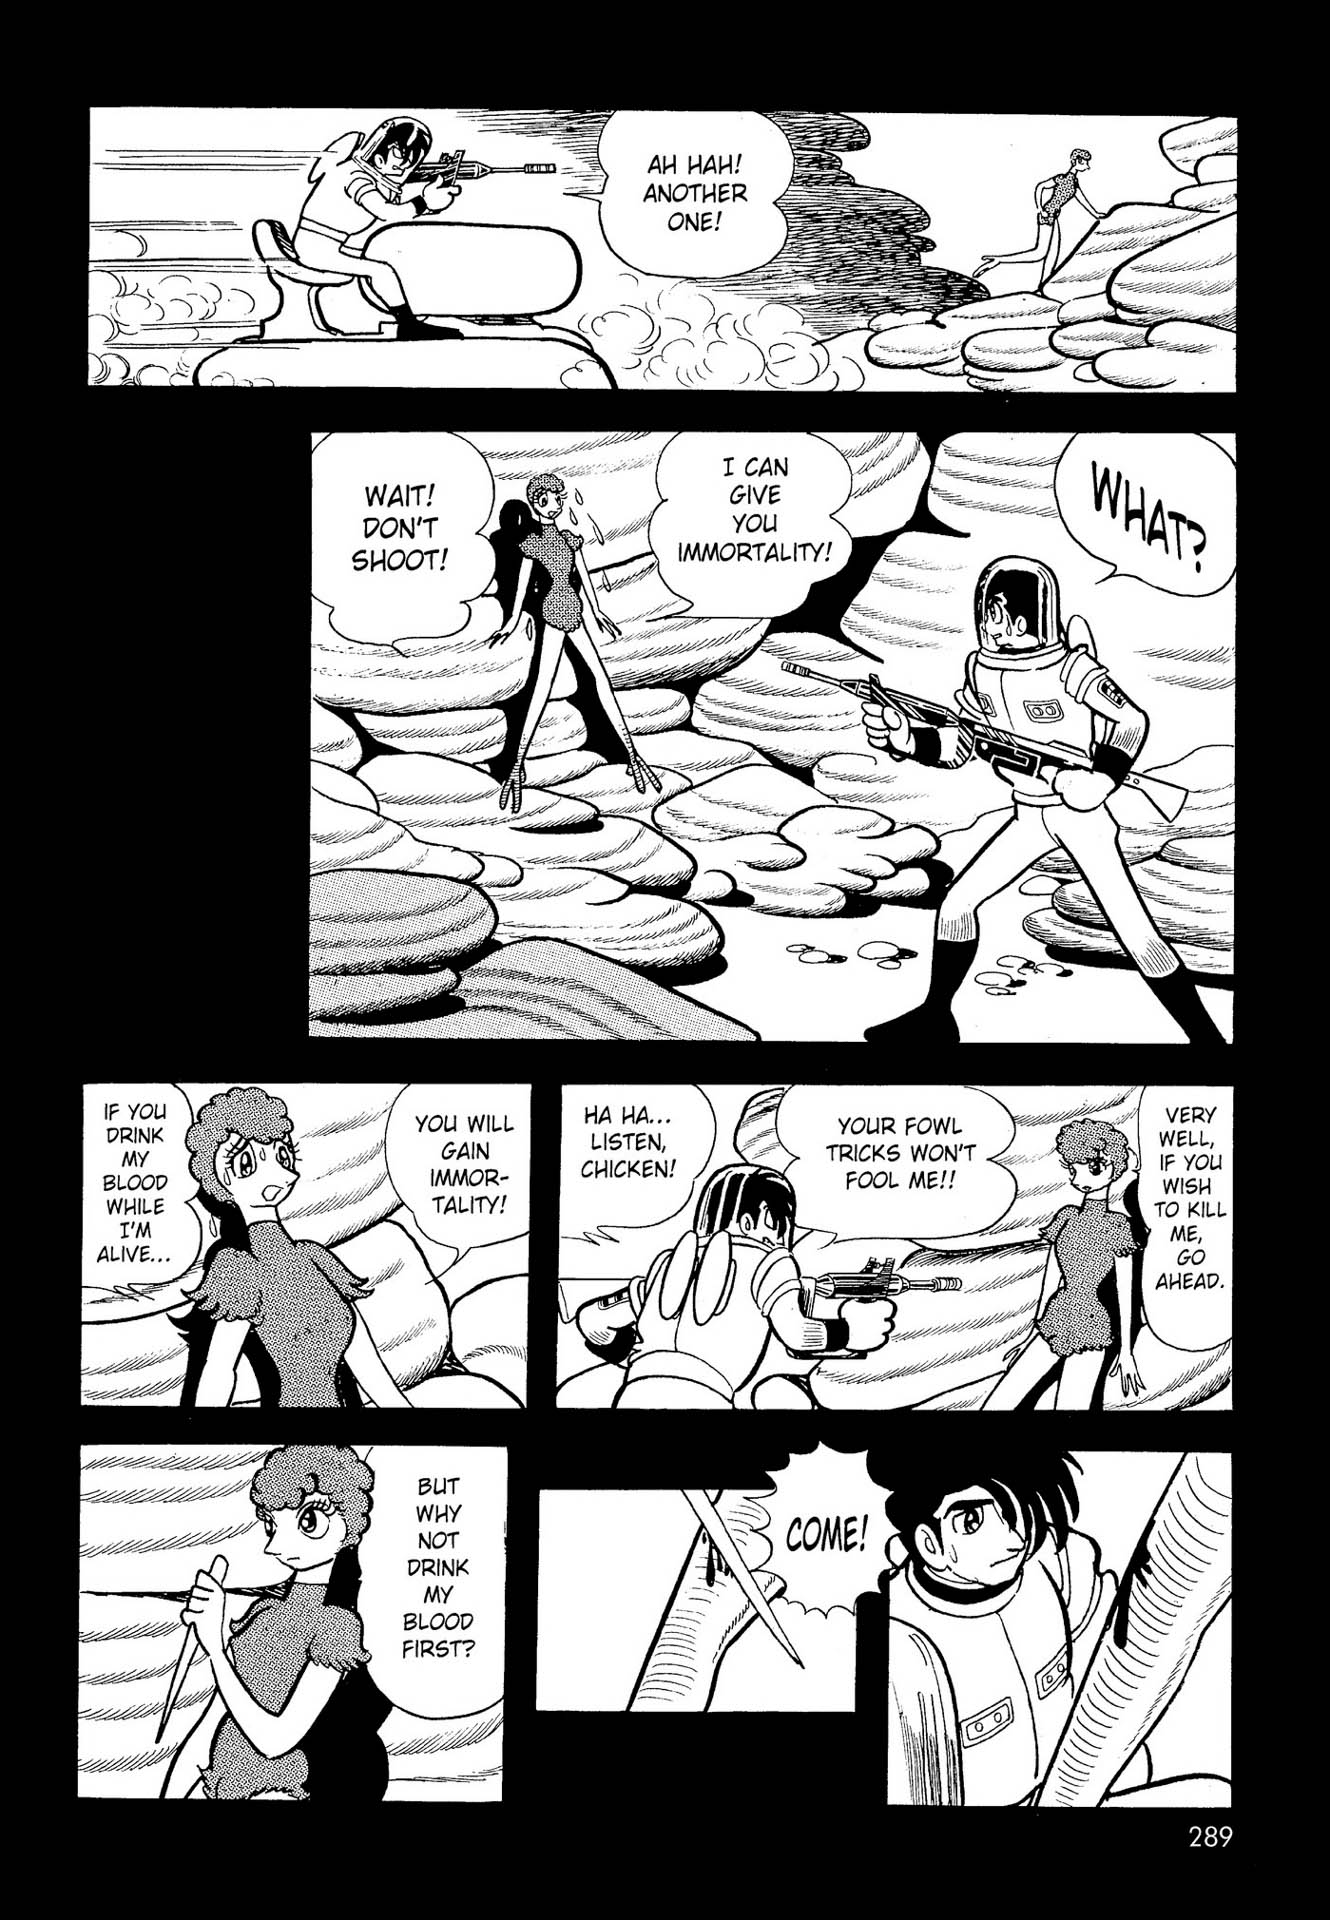 AH HAH!
ANOTHER
ONE!
WAIT!
DON'T
SHOOT!
I CAN
GIVE
YOU
IMMORTALITY!
WHAT?
IF YOU
DRINK
MY
BLOOD
WHILE
I'M
ALIVE...
YOU WILL
GAIN
IMMOR-
TALITY!
HA HA...
LISTEN,
CHICKEN!
YOUR FOWL
TRICKS WON'T
FOOL ME!!
VERY
WELL,
IF YOU
WISH
TO KILL
ME,
GO
AHEAD.
BUT
WHY
NOT
DRINK
MY
BLOOD
FIRST?
COME!
289